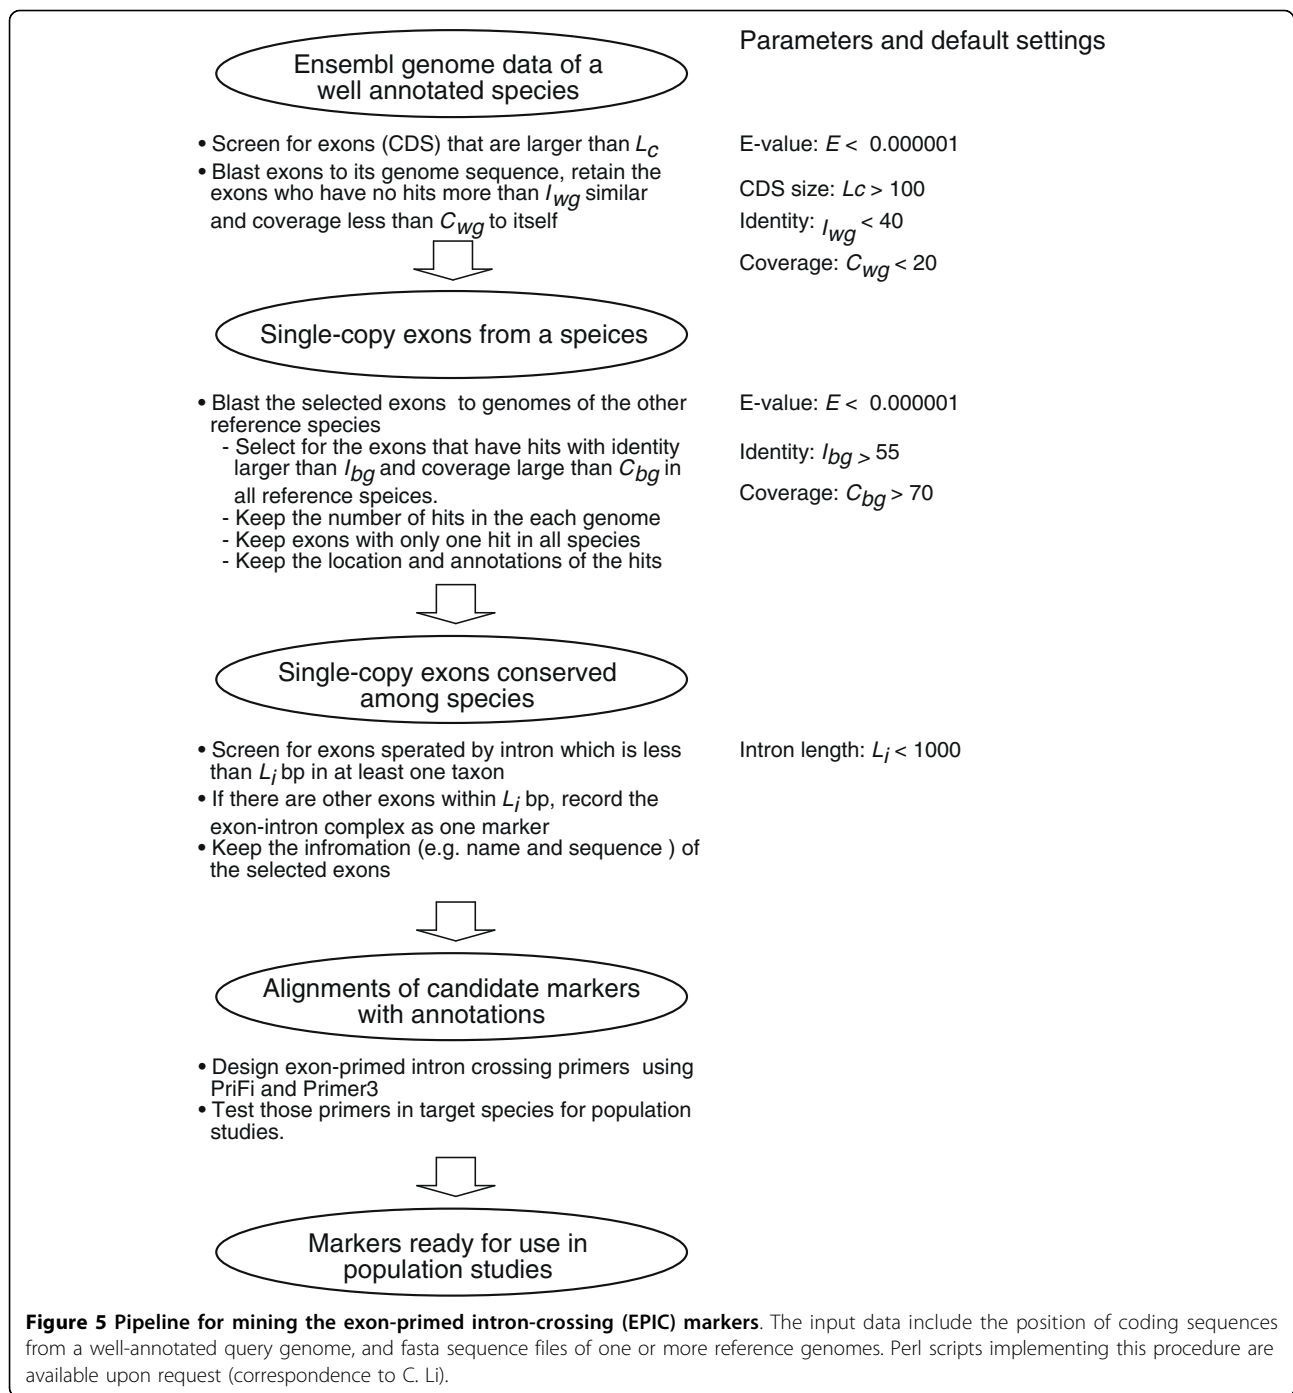 Ensembl genome data of a
well annotated species
Parameters and default settings
• Screen for exons (CDS) that are larger than Lc
• Blast exons to its genome sequence, retain the
exons who have no hits more than Iwg similar
and coverage less than Cwg to itself
E-value: E < 0.000001
CDS size: Lc > 100
Identity: Iwg < 40
Coverage: Cwg < 20
Single-copy exons from a speices
• Blast the selected exons to genomes of the other
reference species
- Select for the exons that have hits with identity
larger than Ibg and coverage large than Cbg in
all reference speices.
- Keep the number of hits in the each genome
- Keep exons with only one hit in all species
- Keep the location and annotations of the hits
E-value: E < 0.000001
Identity: Ibg > 55
Coverage: Cbg > 70
Single-copy exons conserved
among species
• Screen for exons sperated by intron which is less
than Li bp in at least one taxon
• If there are other exons within Li bp, record the
exon-intron complex as one marker
• Keep the infromation (e.g. name and sequence ) of
the selected exons
Intron length: Li < 1000
Alignments of candidate markers
with annotations
• Design exon-primed intron crossing primers using
PriFi and Primer3
• Test those primers in target species for population
studies.
Markers ready for use in
population studies
Figure 5 Pipeline for mining the exon-primed intron-crossing (EPIC) markers. The input data include the position of coding sequences
from a well-annotated query genome, and fasta sequence files of one or more reference genomes. Perl scripts implementing this procedure are
available upon request (correspondence to C. Li).